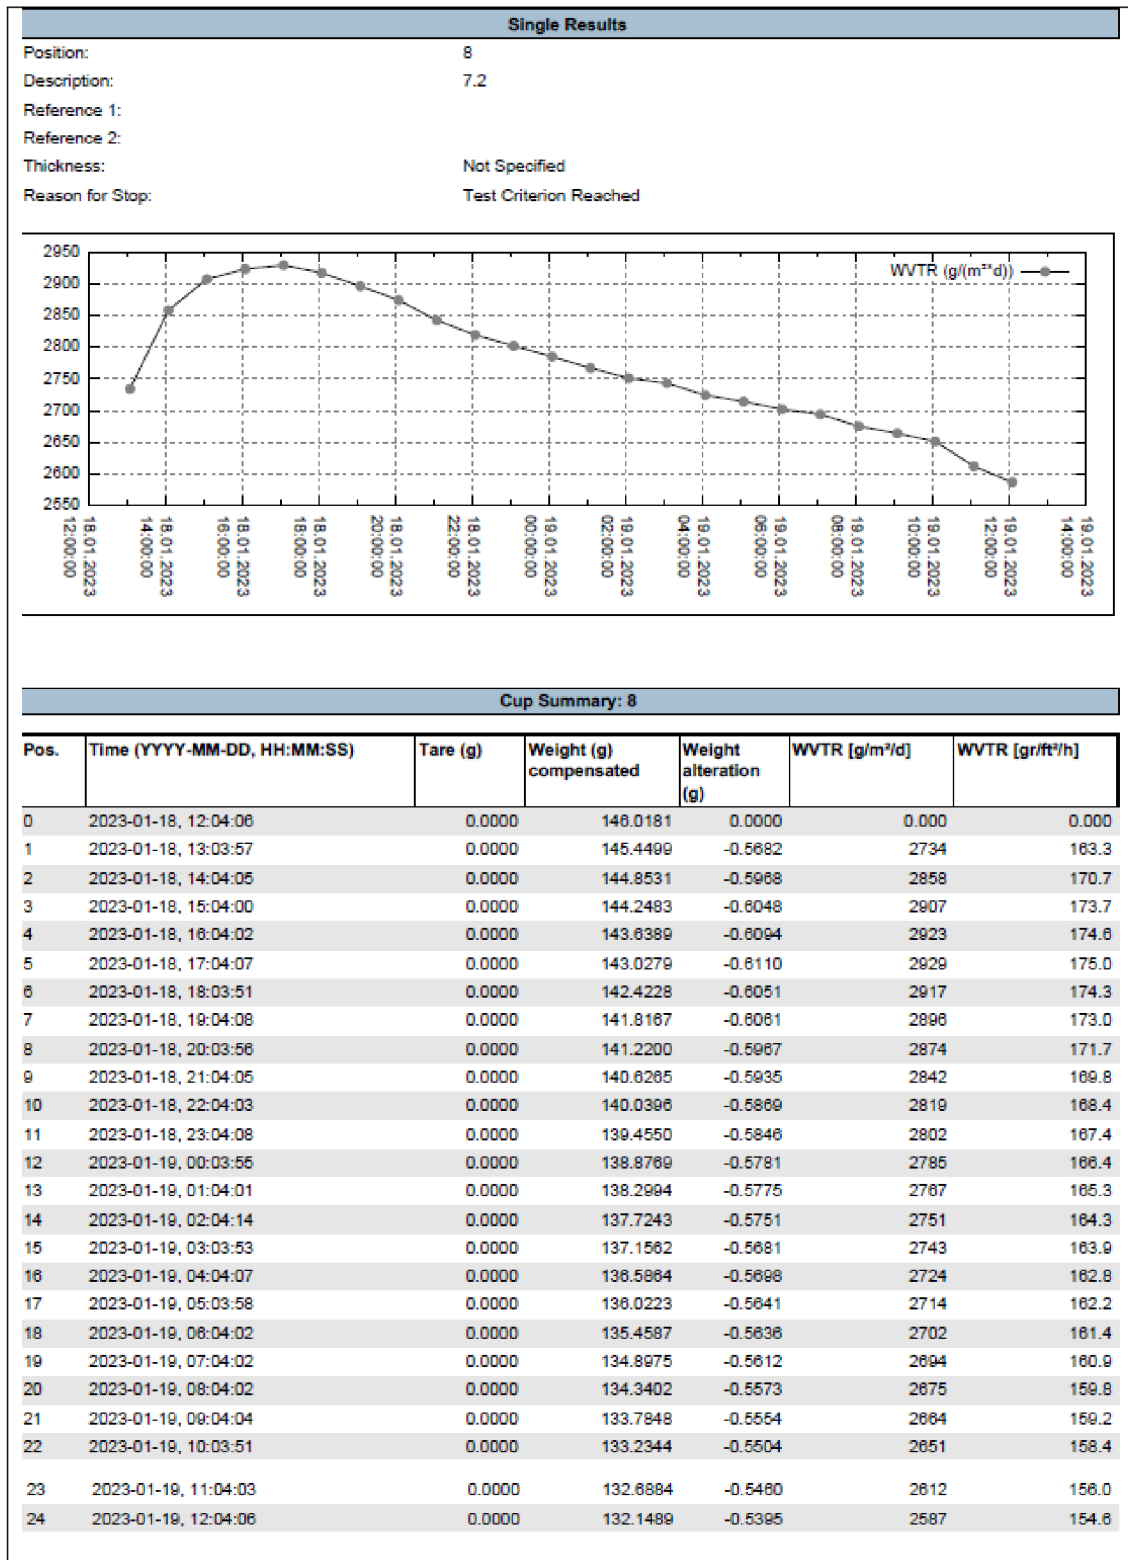 Single Results
Position: 8
Description: 7.2
Reference 1:
Reference 2:
Thickness: Not Specified
Reason for Stop: Test Criterion Reached
WVTR (g/(m²*d))
2950
2900
2850
2800
2750
2700
2650
2600
2550
18.01.2023 12:00:00
18.01.2023 14:00:00
18.01.2023 16:00:00
18.01.2023 18:00:00
18.01.2023 20:00:00
18.01.2023 22:00:00
19.01.2023 00:00:00
19.01.2023 02:00:00
19.01.2023 04:00:00
19.01.2023 06:00:00
19.01.2023 08:00:00
19.01.2023 10:00:00
19.01.2023 12:00:00
19.01.2023 14:00:00
Cup Summary: 8
Pos. Time (YYYY-MM-DD, HH:MM:SS) Tare (g) Weight (g) compensated Weight alteration (g) WVTR [g/m²/d] WVTR [gr/ft²/h]
0 2023-01-18, 12:04:06 0.0000 146.0181 0.0000 0.000 0.000
1 2023-01-18, 13:03:57 0.0000 145.4499 -0.5682 2734 163.3
2 2023-01-18, 14:04:05 0.0000 144.8531 -0.5968 2858 170.7
3 2023-01-18, 15:04:00 0.0000 144.2483 -0.6048 2907 173.7
4 2023-01-18, 16:04:02 0.0000 143.6389 -0.6094 2923 174.6
5 2023-01-18, 17:04:07 0.0000 143.0279 -0.6110 2929 175.0
6 2023-01-18, 18:03:51 0.0000 142.4228 -0.6051 2917 174.3
7 2023-01-18, 19:04:08 0.0000 141.8167 -0.6061 2896 173.0
8 2023-01-18, 20:03:56 0.0000 141.2200 -0.5967 2874 171.7
9 2023-01-18, 21:04:05 0.0000 140.6265 -0.5935 2842 169.8
10 2023-01-18, 22:04:03 0.0000 140.0396 -0.5869 2819 168.4
11 2023-01-18, 23:04:08 0.0000 139.4550 -0.5846 2802 167.4
12 2023-01-19, 00:03:55 0.0000 138.8769 -0.5781 2785 166.4
13 2023-01-19, 01:04:01 0.0000 138.2994 -0.5775 2767 165.3
14 2023-01-19, 02:04:14 0.0000 137.7243 -0.5751 2751 164.3
15 2023-01-19, 03:03:53 0.0000 137.1562 -0.5681 2743 163.9
16 2023-01-19, 04:04:07 0.0000 136.5864 -0.5698 2724 162.8
17 2023-01-19, 05:03:58 0.0000 136.0223 -0.5641 2714 162.2
18 2023-01-19, 06:04:02 0.0000 135.4587 -0.5636 2702 161.4
19 2023-01-19, 07:04:02 0.0000 134.8975 -0.5612 2694 160.9
20 2023-01-19, 08:04:02 0.0000 134.3402 -0.5573 2675 159.8
21 2023-01-19, 09:04:04 0.0000 133.7848 -0.5554 2664 159.2
22 2023-01-19, 10:03:51 0.0000 133.2344 -0.5504 2651 158.4
23 2023-01-19, 11:04:03 0.0000 132.6884 -0.5460 2612 156.0
24 2023-01-19, 12:04:06 0.0000 132.1489 -0.5395 2587 154.6